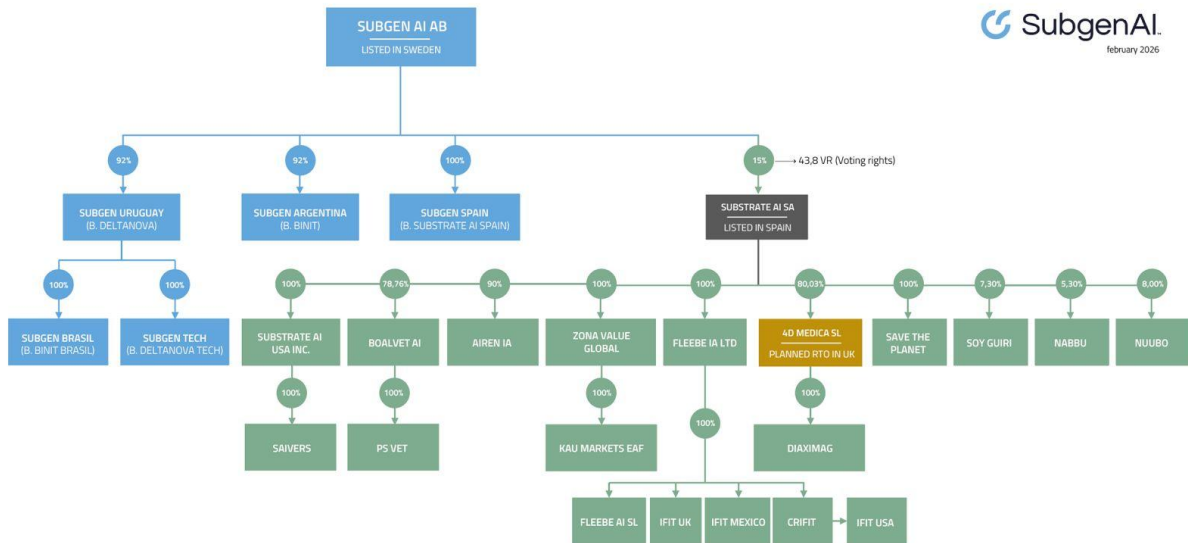 SUBGEN AI AB
LISTED IN SWEDEN
SubgenAI™
february 2026
92%
92%
100%
15%
43,8 VR (Voting rights)
SUBGEN URUGUAY
(B. DELTANOVA)
SUBGEN ARGENTINA
(B. BINIT)
SUBGEN SPAIN
(B. SUBSTRATE AI SPAIN)
SUBSTRATE AI SA
LISTED IN SPAIN
100%
100%
100%
78,76%
90%
100%
100%
80,03%
100%
7,30%
5,30%
8,00%
SUBGEN BRASIL
(B. BINIT BRASIL)
SUBGEN TECH
(B. DELTANOVA TECH)
SUBSTRATE AI
USA INC.
BOALVET AI
AIREN IA
ZONA VALUE
GLOBAL
FLEEBE IA LTD
4D MEDICA SL
PLANNED RTO IN UK
SAVE THE
PLANET
SOY GUIRI
NABBU
NUUBO
100%
100%
100%
100%
100%
SAIVERS
PS VET
KAU MARKETS EAF
DIAXIMAG
FLEEBE AI SL
IFIT UK
IFIT MEXICO
CRIFIT
IFIT USA